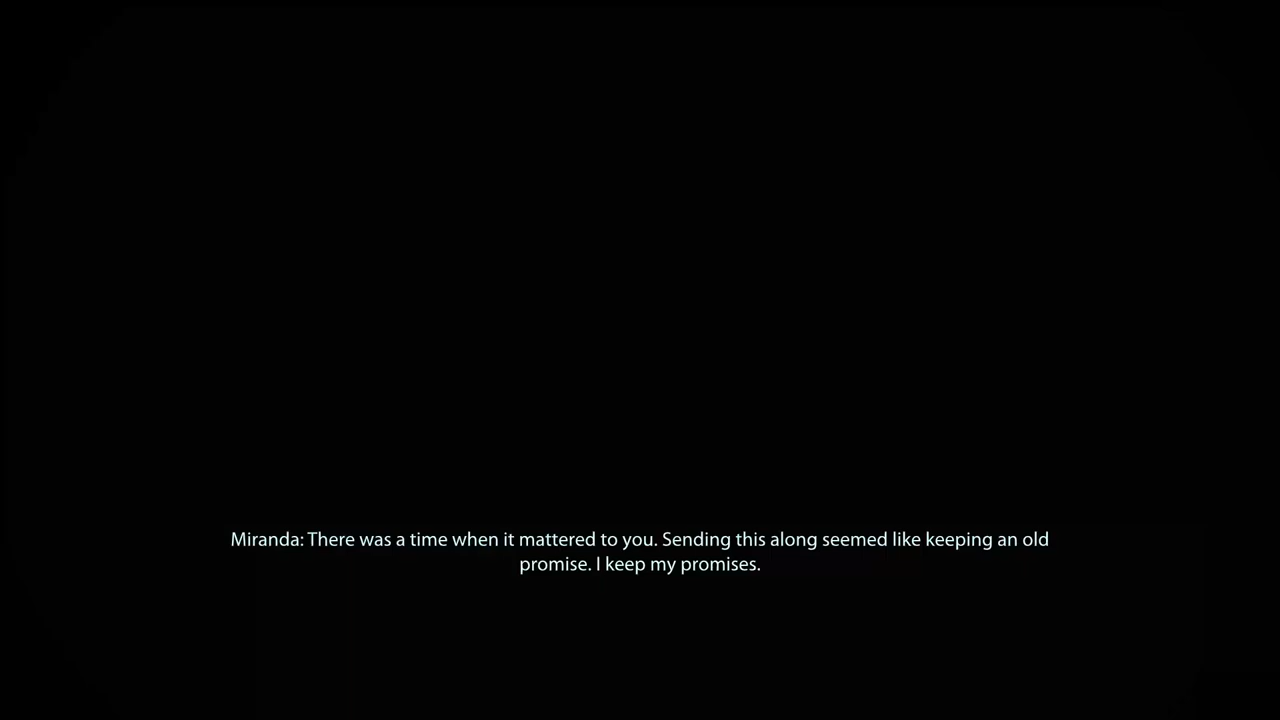 Miranda: There was a time when it mattered to you. Sending this along seemed like keeping an old
promise. I keep my promises.